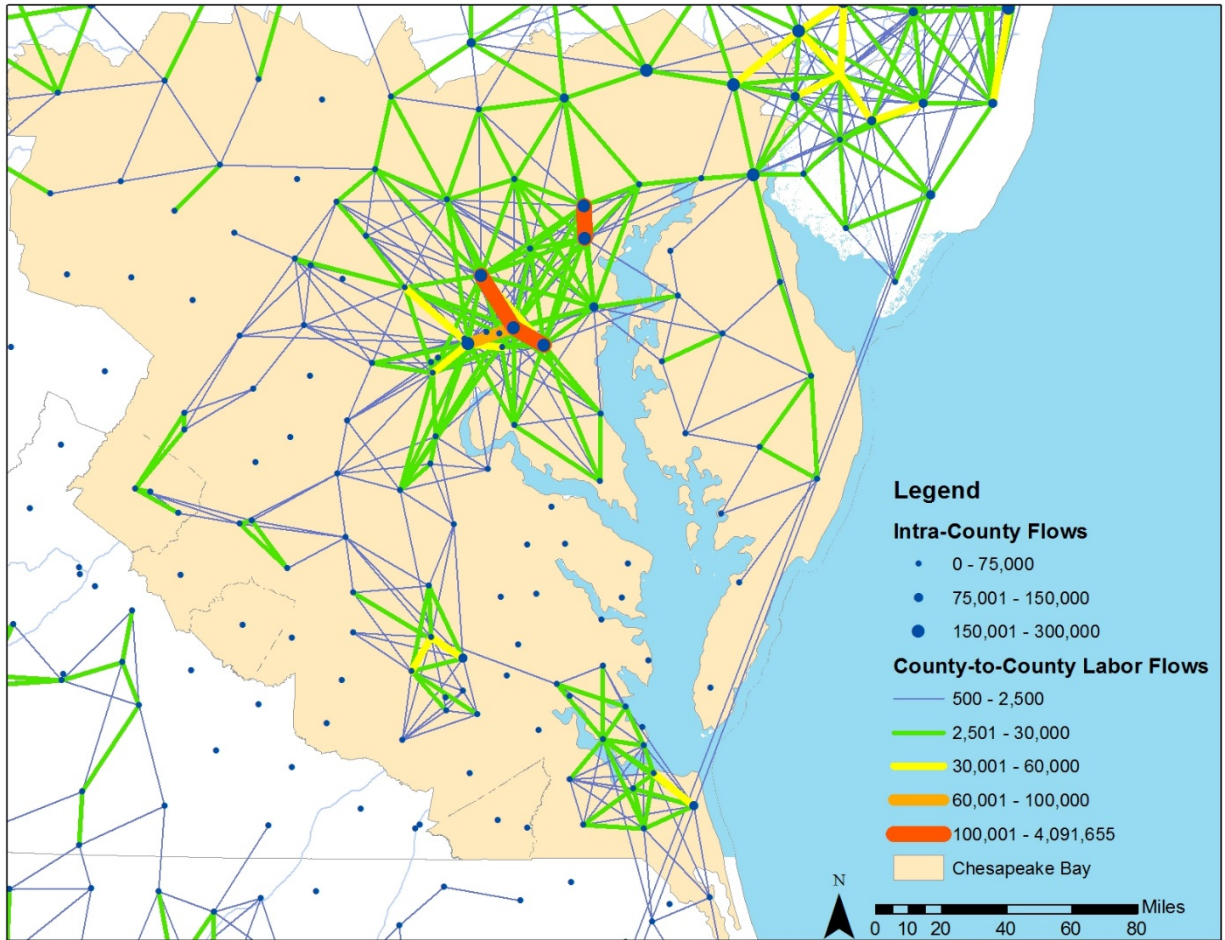 Legend
Intra-County Flows
0 - 75,000
75,001 - 150,000
150,001 - 300,000
County-to-County Labor Flows
500 - 2,500
2,501 - 30,000
30,001 - 60,000
60,001 - 100,000
100,001 - 4,091,655
Chesapeake Bay
N
Miles
0 10 20 40 60 80